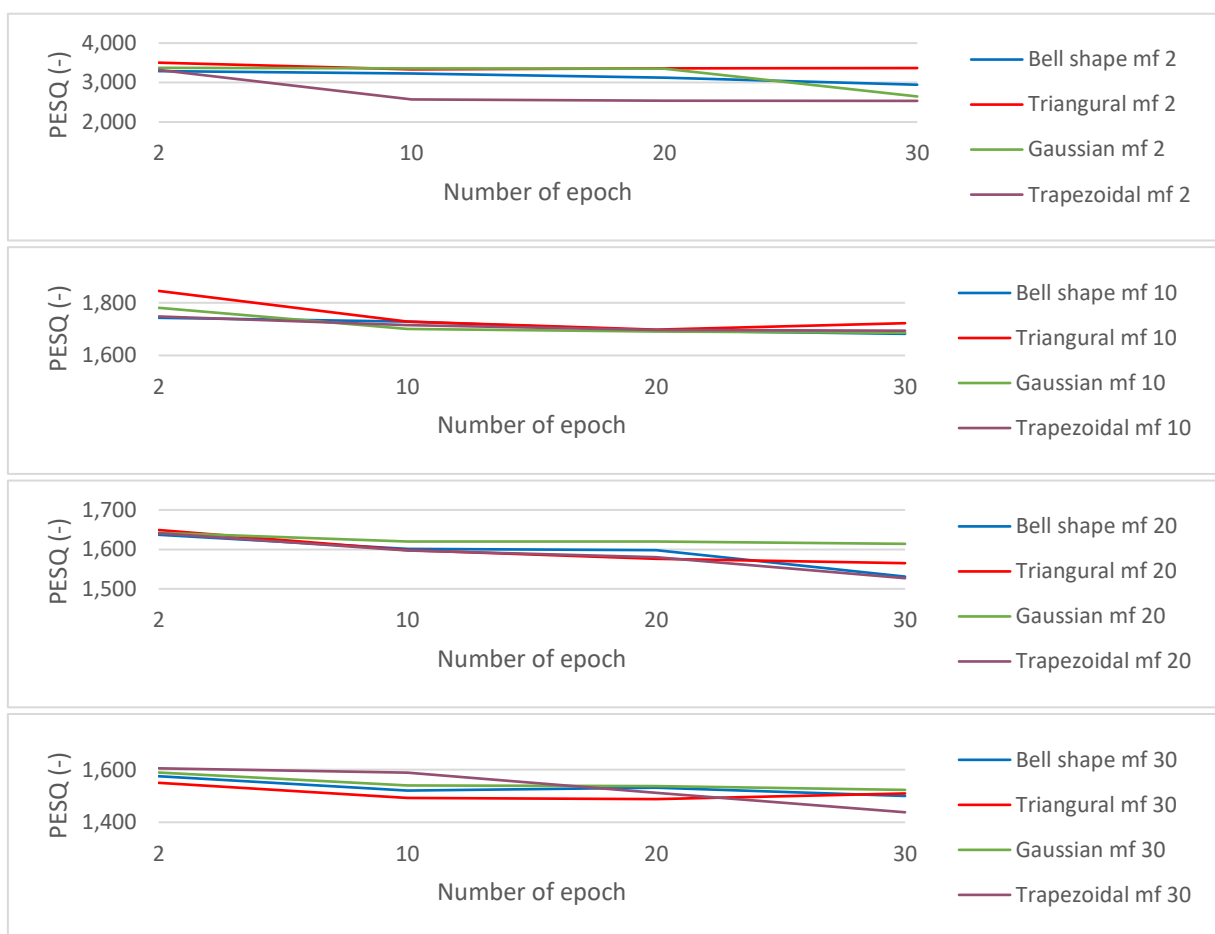 PESQ (-)
4,000
3,000
2,000
2
10
20
30
Number of epoch
Bell shape mf 2
Triangural mf 2
Gaussian mf 2
Trapezoidal mf 2
PESQ (-)
1,800
1,600
2
10
20
30
Number of epoch
Bell shape mf 10
Triangural mf 10
Gaussian mf 10
Trapezoidal mf 10
PESQ (-)
1,700
1,600
1,500
2
10
20
30
Number of epoch
Bell shape mf 20
Triangural mf 20
Gaussian mf 20
Trapezoidal mf 20
PESQ (-)
1,600
1,400
2
10
20
30
Number of epoch
Bell shape mf 30
Triangural mf 30
Gaussian mf 30
Trapezoidal mf 30